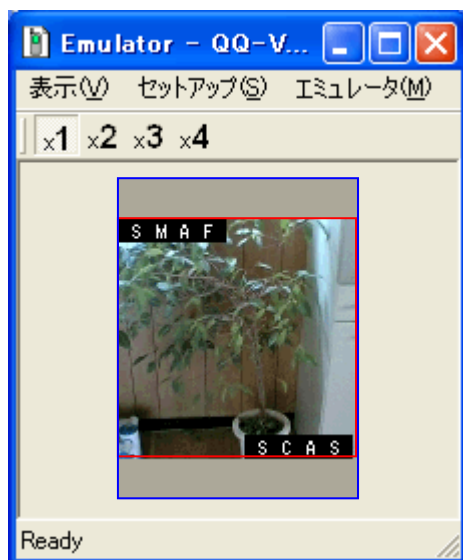 Emulator - QQ-V...
表示(V) セットアップ(S) エミュレータ(M)
x1 x2 x3 x4
S M A F
S C A S
Ready